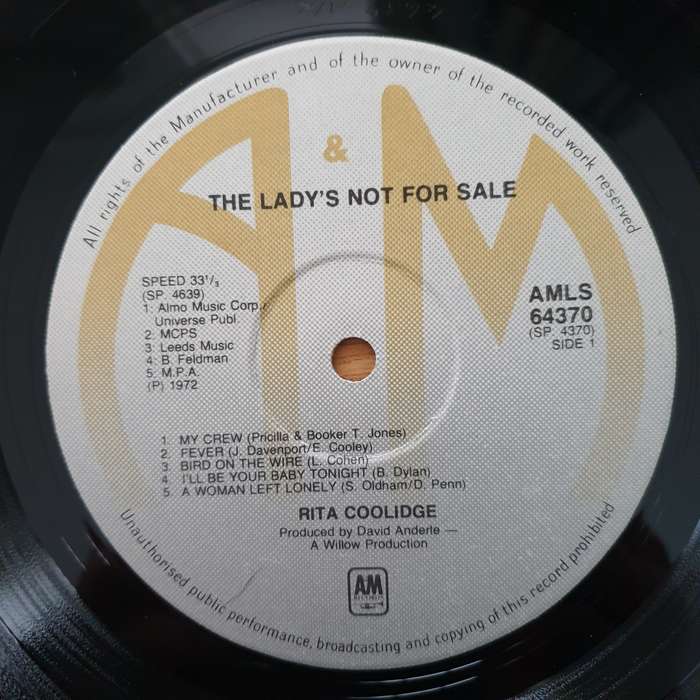 All rights of the Manufacturer and of the owner of the recorded work reserved
A & M
THE LADY'S NOT FOR SALE
SPEED 33 1/3
(SP. 4639)
1: Almo Music Corp./
Universe Publ.
2: MCPS
3: Leeds Music
4: B. Feldman
5: M.P.A.
(P) 1972
AMLS
64370
(SP. 4370)
SIDE 1
1. MY CREW (Pricilla & Booker T. Jones)
2. FEVER (J. Davenport/E. Cooley)
3. BIRD ON THE WIRE (L. Cohen)
4. I'LL BE YOUR BABY TONIGHT (B. Dylan)
5. A WOMAN LEFT LONELY (S. Oldham/D. Penn)
RITA COOLIDGE
Produced by David Anderle —
A Willow Production
AM
RECORDS
Unauthorised public performance, broadcasting and copying of this record prohibited